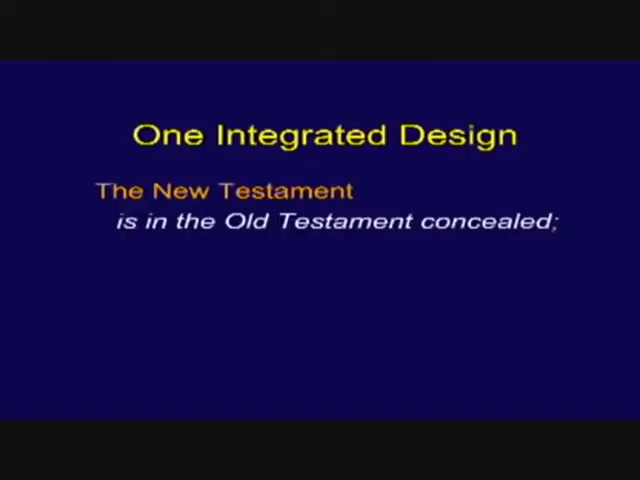 One Integrated Design
The New Testament
is in the Old Testament concealed;